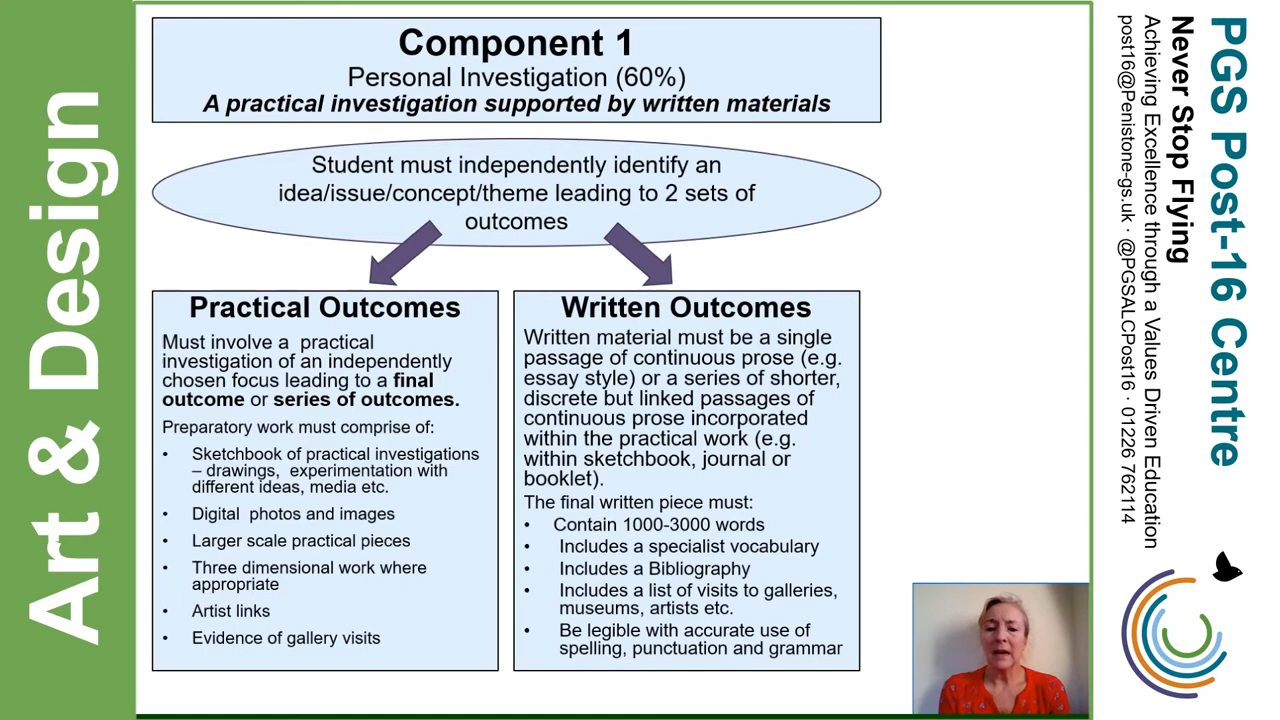 Art & Design
Component 1
Personal Investigation (60%)
A practical investigation supported by written materials
Student must independently identify an
idea/issue/concept/theme leading to 2 sets of
outcomes
Practical Outcomes
Must involve a  practical
investigation of an independently
chosen focus leading to a final
outcome or series of outcomes.
Preparatory work must comprise of:
• Sketchbook of practical investigations
– drawings,  experimentation with
different ideas, media etc.
• Digital  photos and images
• Larger scale practical pieces
• Three dimensional work where
appropriate
• Artist links
• Evidence of gallery visits
Written Outcomes
Written material must be a single
passage of continuous prose (e.g.
essay style) or a series of shorter,
discrete but linked passages of
continuous prose incorporated
within the practical work (e.g.
within sketchbook, journal or
booklet).
The final written piece must:
• Contain 1000-3000 words
• Includes a specialist vocabulary
• Includes a Bibliography
• Includes a list of visits to galleries,
museums, artists etc.
• Be legible with accurate use of
spelling, punctuation and grammar
PGS Post-16 Centre
Never Stop Flying
Achieving Excellence through a Values Driven Education
post16@Penistone-gs.uk · @PGSALCPost16 · 01226 762114